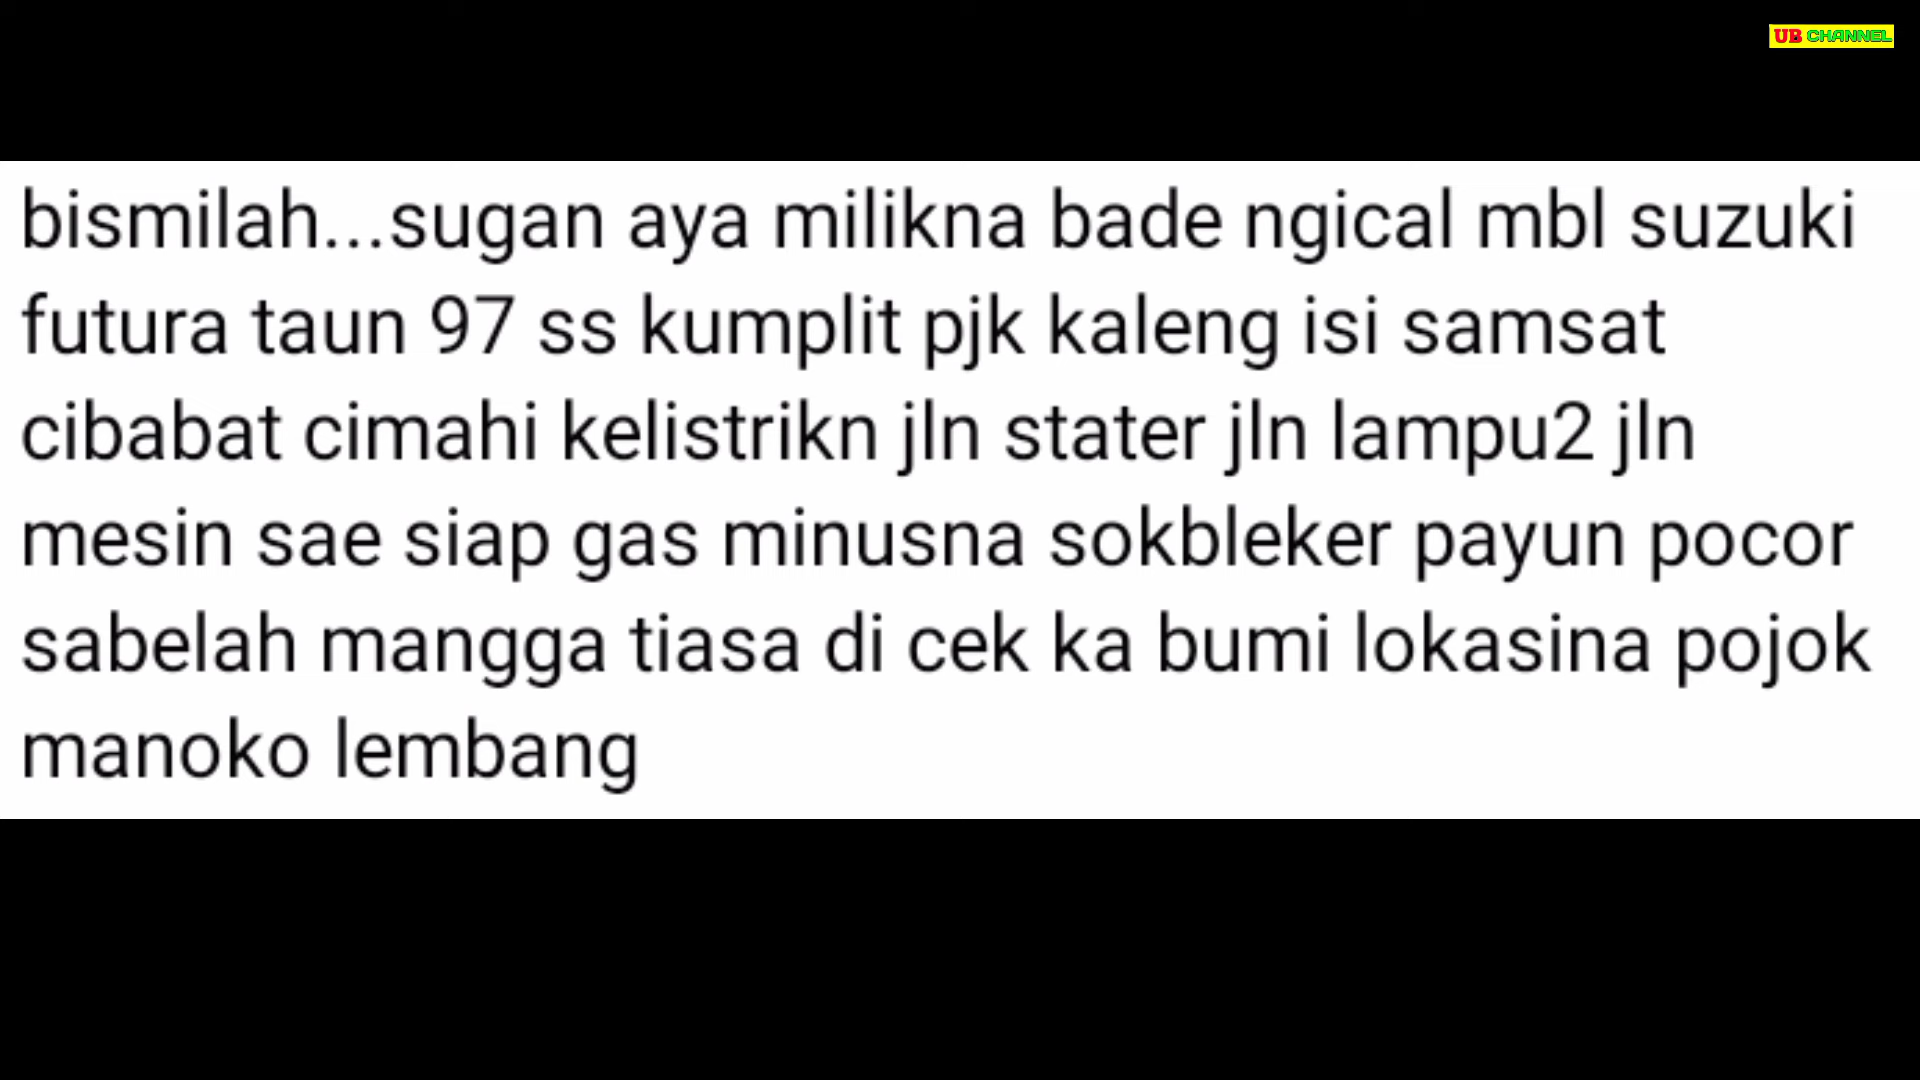 UB CHANNEL
bismilah...sugan aya milikna bade ngical mbl suzuki
futura taun 97 ss kumplit pjk kaleng isi samsat
cibabat cimahi kelistrikn jln stater jln lampu2 jln
mesin sae siap gas minusna sokbleker payun pocor
sabelah mangga tiasa di cek ka bumi lokasina pojok
manoko lembang